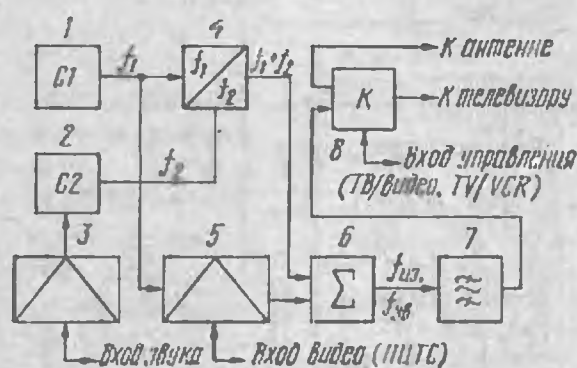 1
4
С1
f₁
f₁
f₂
f₁+f₂
К антенне
К
К телевизору
2
8
Вход управления
(ТВ/видео, TV/VCR)
С2
f₂
3
5
6
7
Σ
fиз.
fзв
Вход звука
Вход видео (ПЦТС)